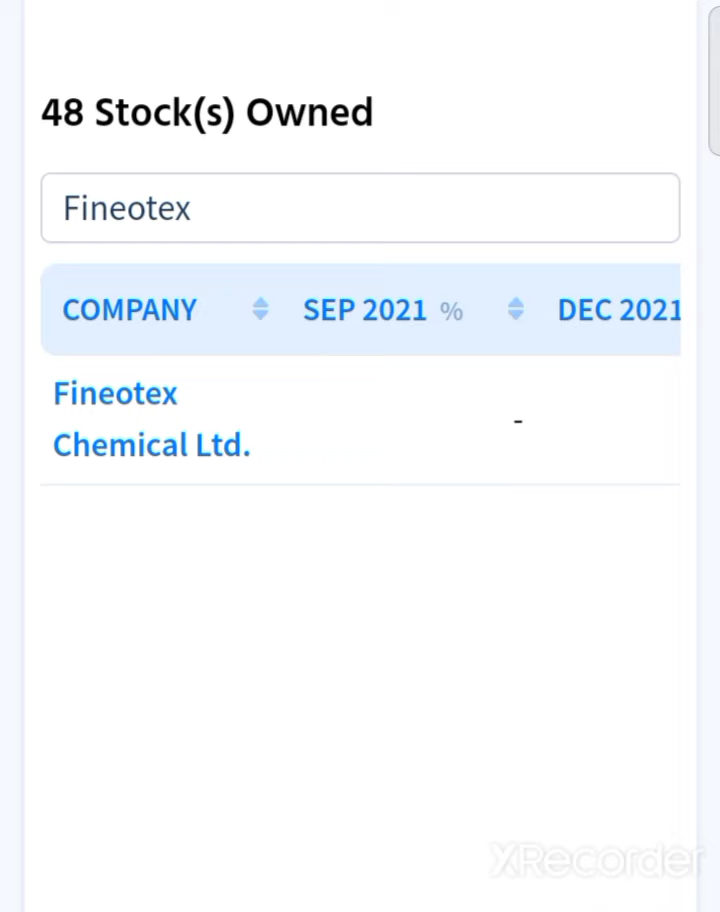 48 Stock(s) Owned
Fineotex
COMPANY SEP 2021 % DEC 2021
Fineotex
-
Chemical Ltd.
XRecorder